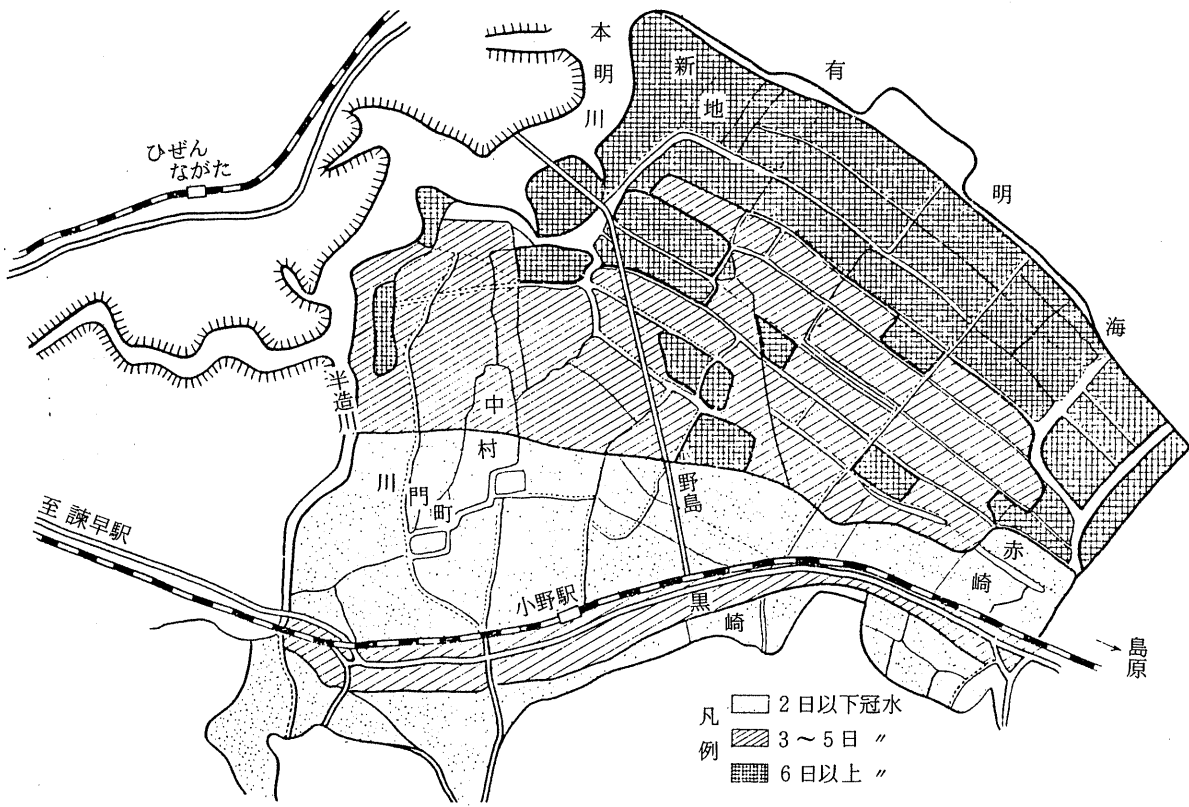 本明川
新地
有明海
ひぜん
ながた
半造川
中村
川
門
町
野島
至 諫早駅
小野駅
黒崎
赤崎
→島原
凡例
2日以下冠水
3〜5日 〃
6日以上 〃